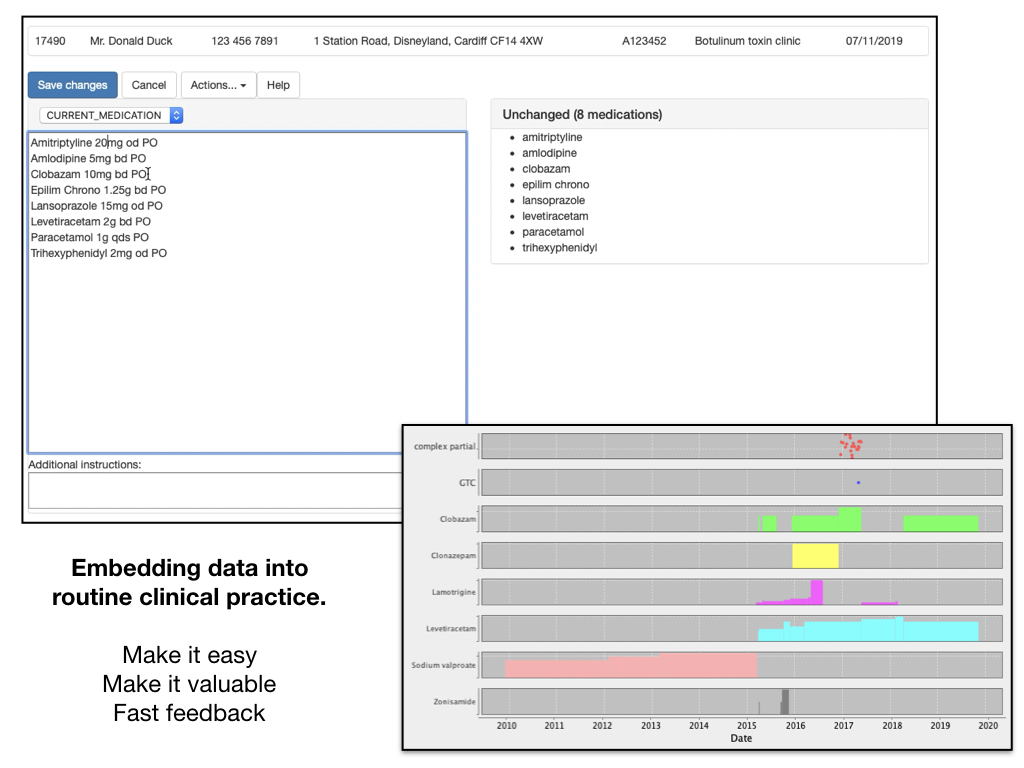 17490 Mr. Donald Duck 123 456 7891 1 Station Road, Disneyland, Cardiff CF14 4XW A123452 Botulinum toxin clinic 07/11/2019
Save changes Cancel Actions... Help
CURRENT_MEDICATION
Amitriptyline 20mg od PO
Amlodipine 5mg bd PO
Clobazam 10mg bd PO
Epilim Chrono 1.25g bd PO
Lansoprazole 15mg od PO
Levetiracetam 2g bd PO
Paracetamol 1g qds PO
Trihexyphenidyl 2mg od PO
Additional instructions:
Unchanged (8 medications)
• amitriptyline
• amlodipine
• clobazam
• epilim chrono
• lansoprazole
• levetiracetam
• paracetamol
• trihexyphenidyl
complex partial
GTC
Clobazam
Clonazepam
Lamotrigine
Levetiracetam
Sodium valproate
Zonisamide
2010 2011 2012 2013 2014 2015 2016 2017 2018 2019 2020
Date
Embedding data into
routine clinical practice.
Make it easy
Make it valuable
Fast feedback